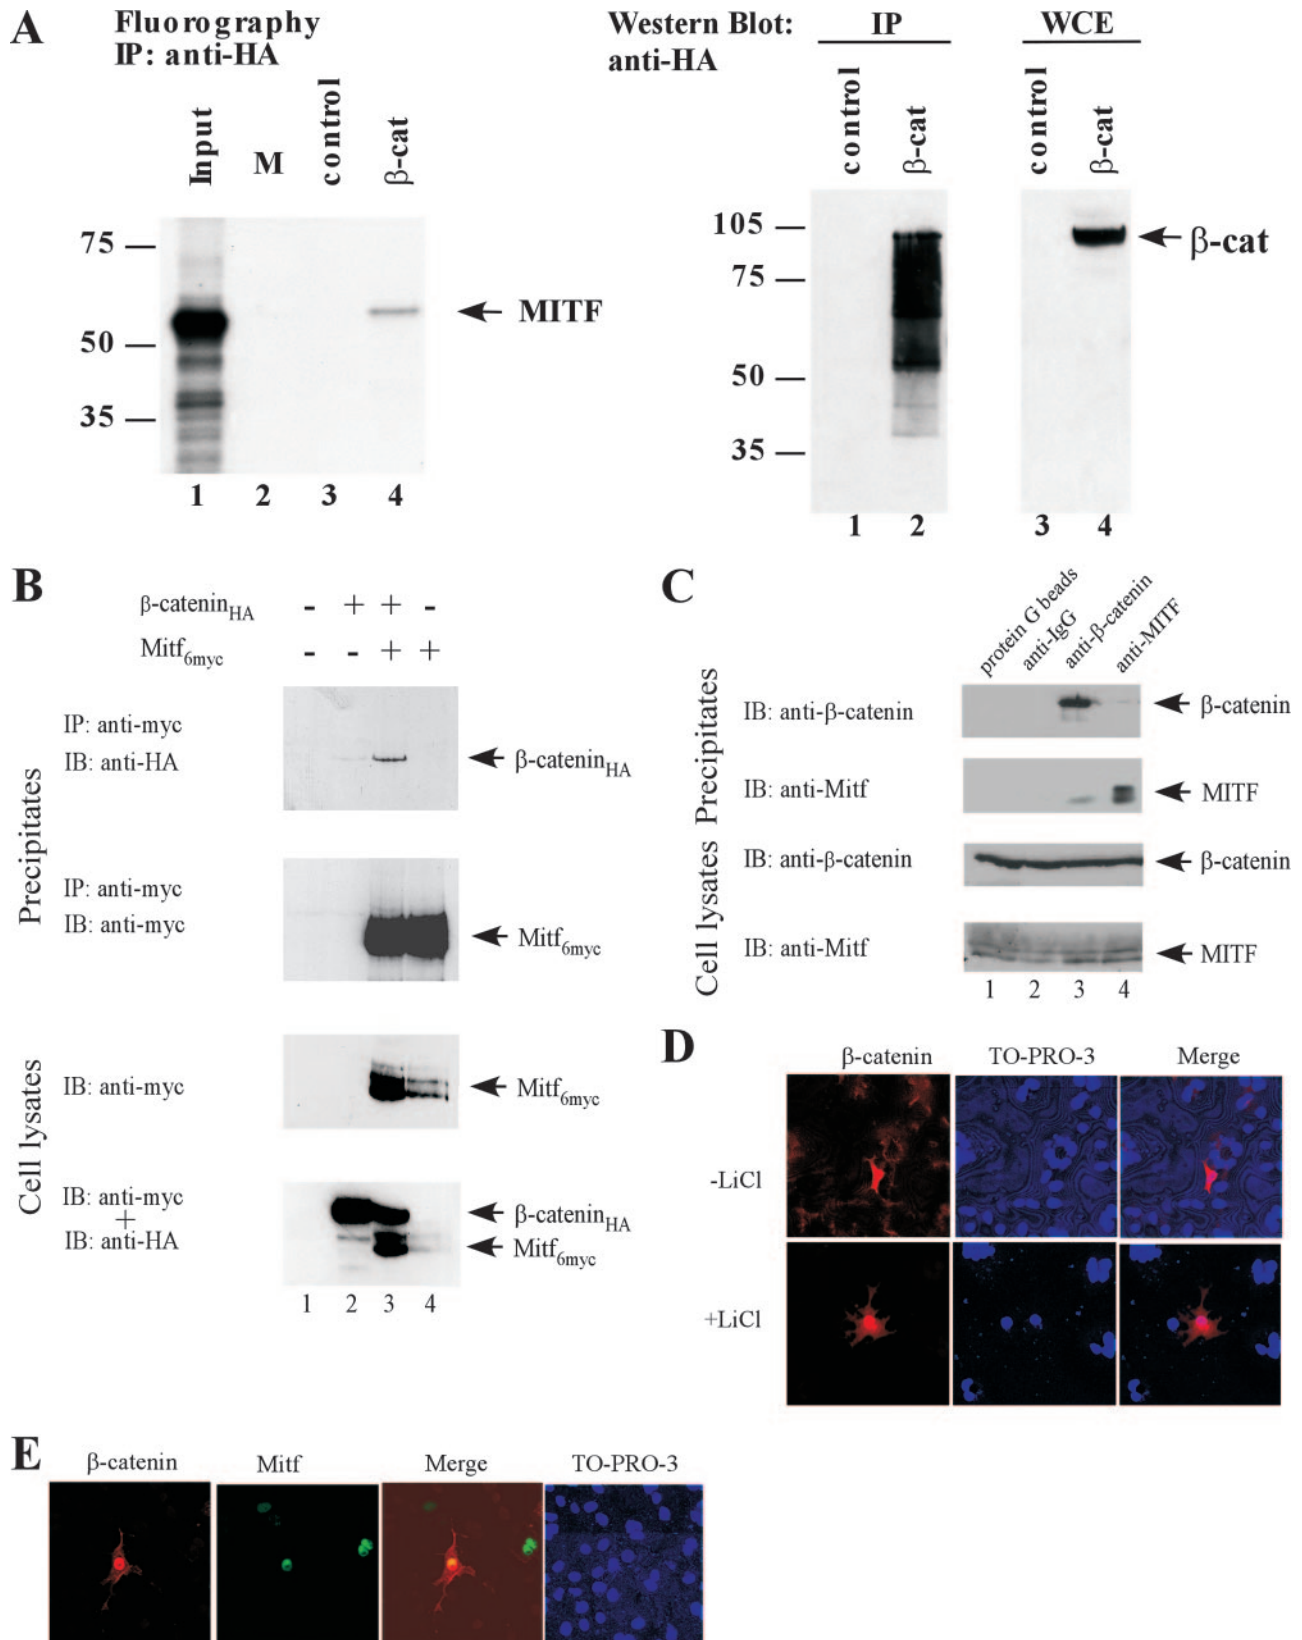 A
Fluorography
IP: anti-HA
Input
M
control
β-cat
75
50
35
MITF
1 2 3 4
Western Blot:
anti-HA
IP
WCE
control
β-cat
control
β-cat
105
75
50
35
β-cat
1 2 3 4
B
β-cateninHA - + + -
Mitf6myc - - + +
Precipitates
IP: anti-myc
IB: anti-HA
β-cateninHA
IP: anti-myc
IB: anti-myc
Mitf6myc
Cell lysates
IB: anti-myc
Mitf6myc
IB: anti-myc
+
IB: anti-HA
β-cateninHA
Mitf6myc
1 2 3 4
C
protein G beads
anti-IgG
anti-β-catenin
anti-MITF
Precipitates
IB: anti-β-catenin
β-catenin
IB: anti-Mitf
MITF
Cell lysates
IB: anti-β-catenin
β-catenin
IB: anti-Mitf
MITF
1 2 3 4
D
β-catenin TO-PRO-3 Merge
-LiCl
+LiCl
E
β-catenin Mitf Merge TO-PRO-3